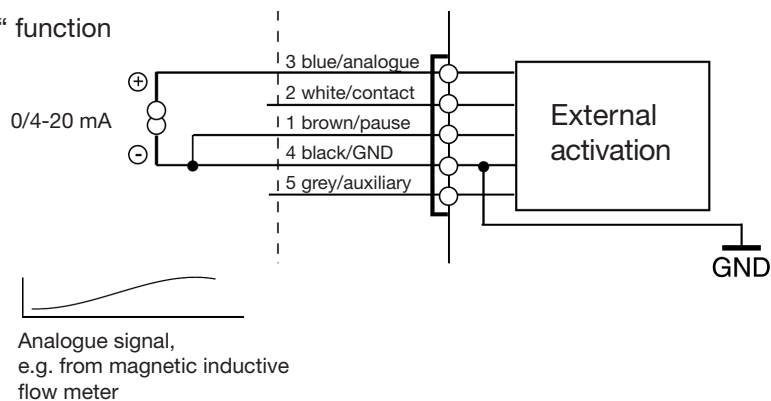 “ function
3 blue/analogue
+
2 white/contact
0/4-20 mA
1 brown/pause
-
4 black/GND
5 grey/auxiliary
External
activation
GND
Analogue signal,
e.g. from magnetic inductive
flow meter